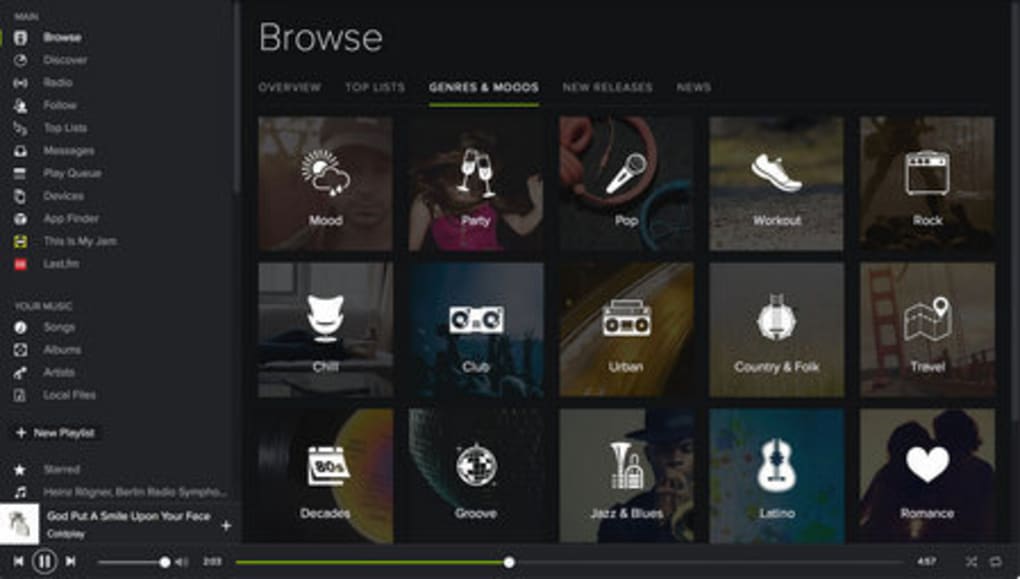 MAIN
Browse
Discover
Radio
Follow
Top Lists
Messages
Play Queue
Devices
App Finder
This Is My Jam
Last.fm
YOUR MUSIC
Songs
Albums
Artists
Local Files
+ New Playlist
Starred
Heinz Rögner, Berlin Radio Sympho...
God Put A Smile Upon Your Face
Coldplay
+
Browse
OVERVIEW TOP LISTS GENRES & MOODS NEW RELEASES NEWS
Mood Party Pop Workout Rock
Chill Club Urban Country & Folk Travel
80s
Decades Groove Jazz & Blues Latino Romance
2:03 4:57